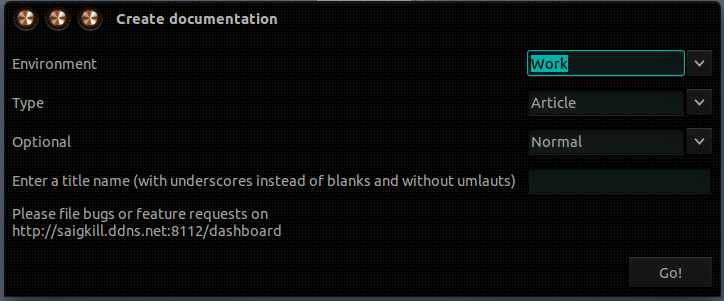 Create documentation
Environment Work
Type Article
Optional Normal
Enter a title name (with underscores instead of blanks and without umlauts)
Please file bugs or feature requests on
http://saigkill.ddns.net:8112/dashboard
Go!